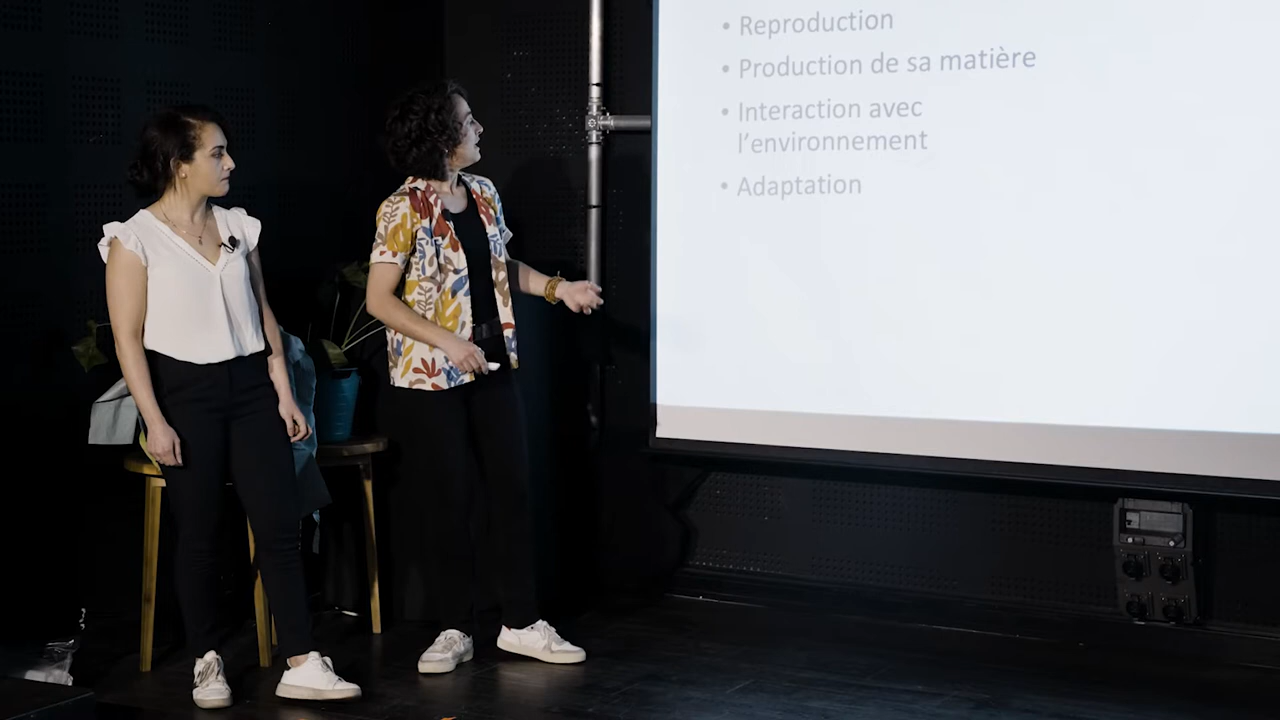 • Reproduction
• Production de sa matière
• Interaction avec
l'environnement
• Adaptation